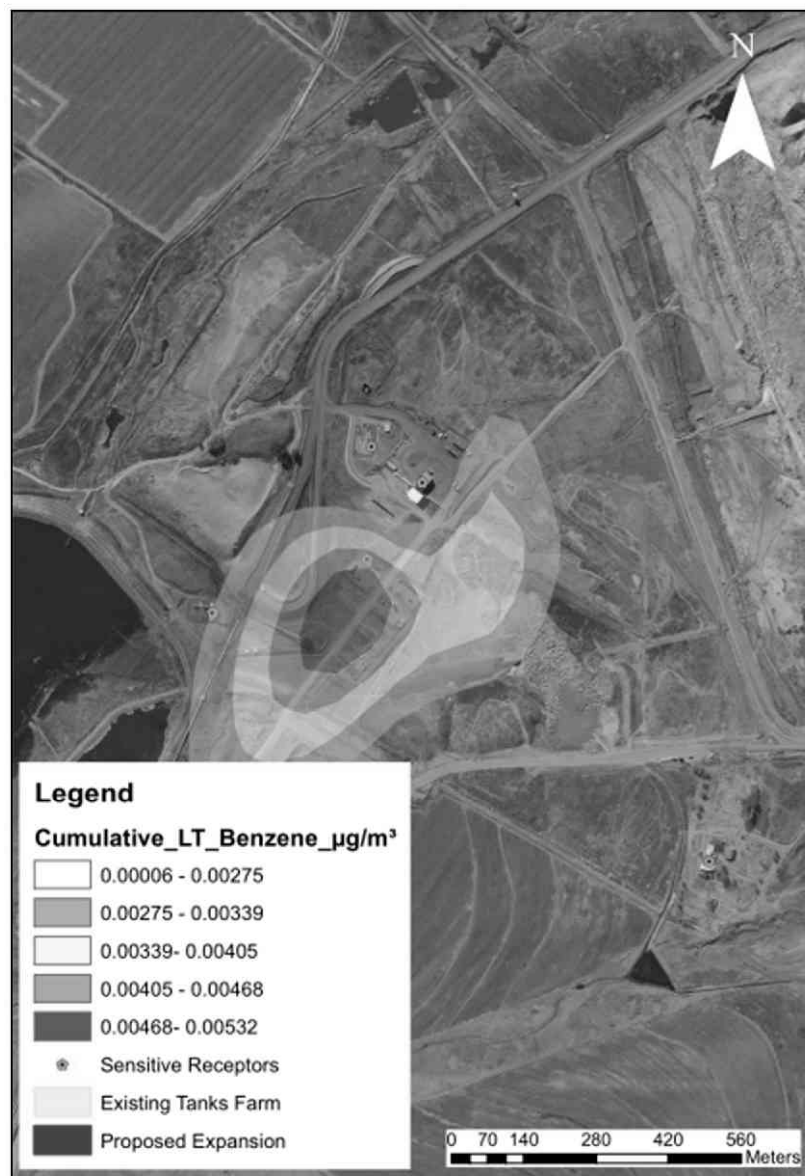 N
Legend
Cumulative_LT_Benzene_µg/m³
0.00006 - 0.00275
0.00275 - 0.00339
0.00339- 0.00405
0.00405 - 0.00468
0.00468- 0.00532
Sensitive Receptors
Existing Tanks Farm
Proposed Expansion
0 70 140 280 420 560
Meters